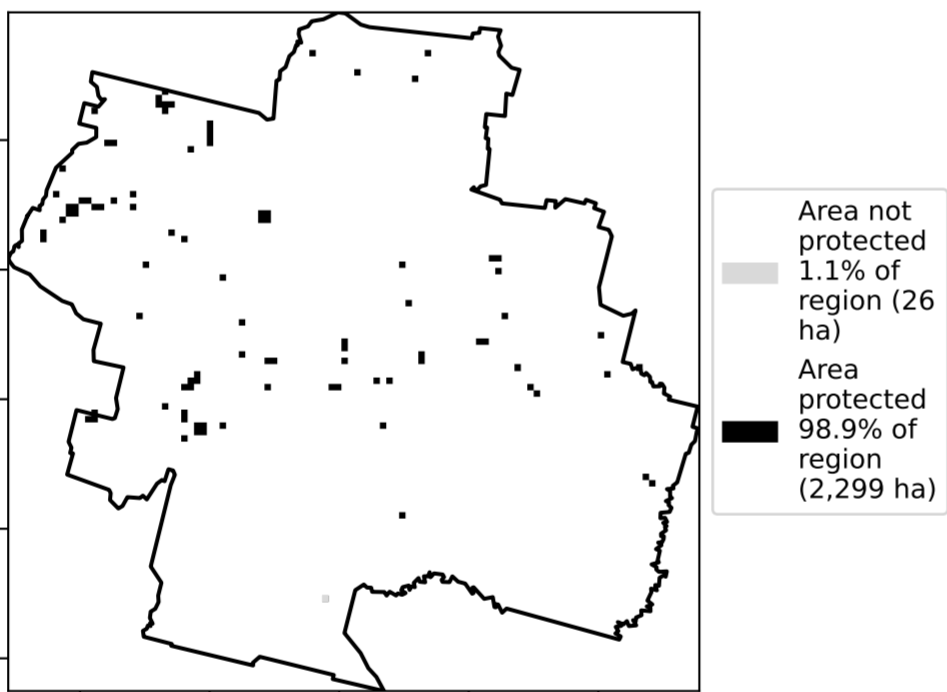 Area not
protected
1.1% of
region (26
ha)
Area
protected
98.9% of
region
(2,299 ha)